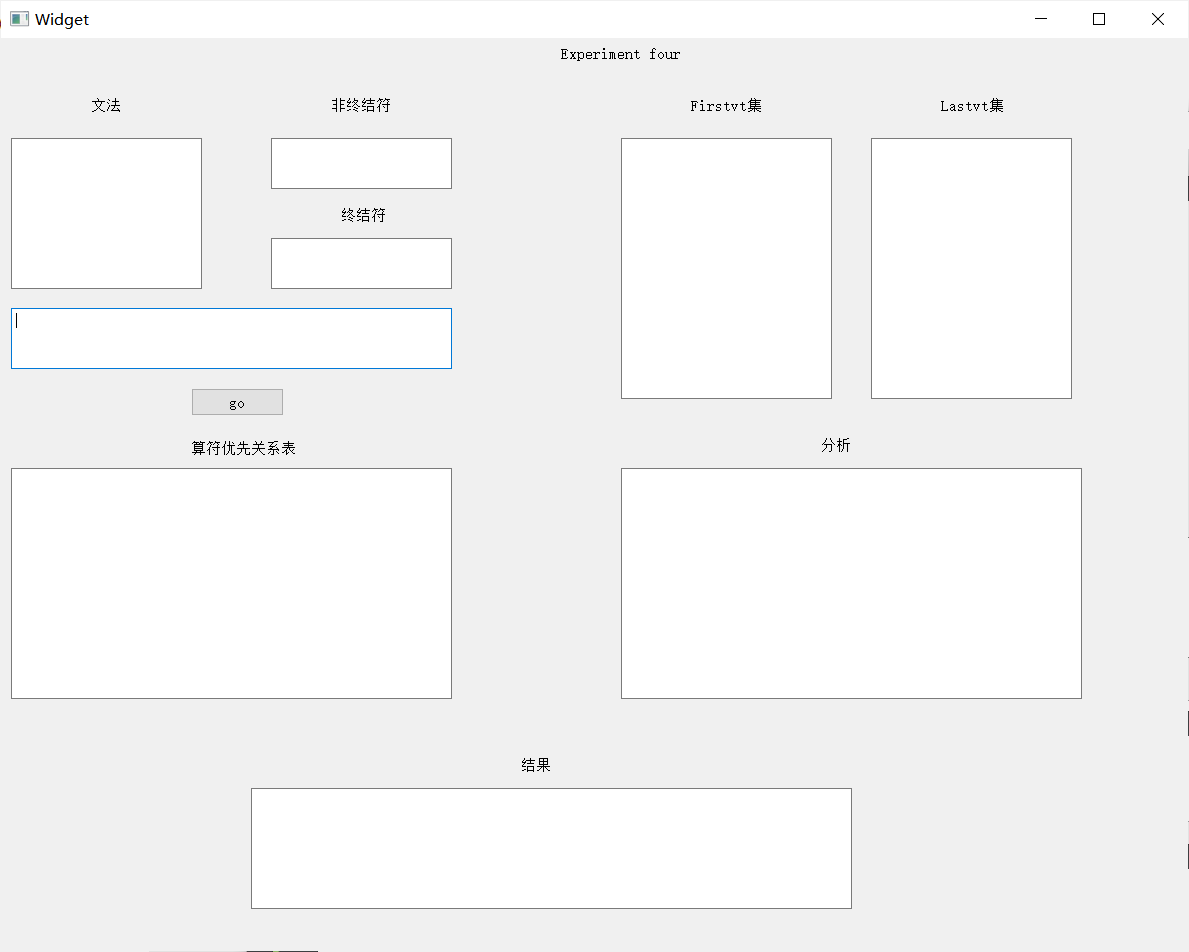 Widget
Experiment four
文法
非终结符
Firstvt集
Lastvt集
终结符
go
算符优先关系表
分析
结果